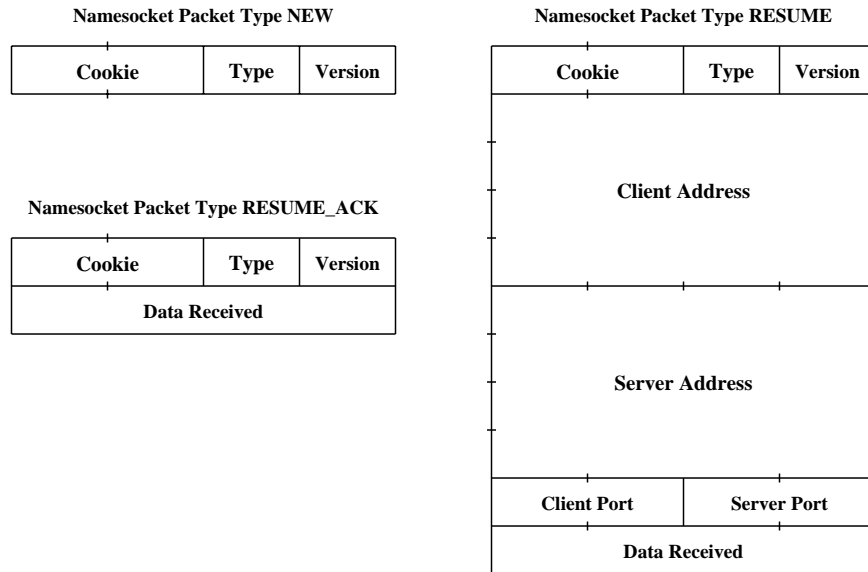 Namesocket Packet Type NEW
Cookie Type Version
Namesocket Packet Type RESUME_ACK
Cookie Type Version
Data Received
Namesocket Packet Type RESUME
Cookie Type Version
Client Address
Server Address
Client Port Server Port
Data Received